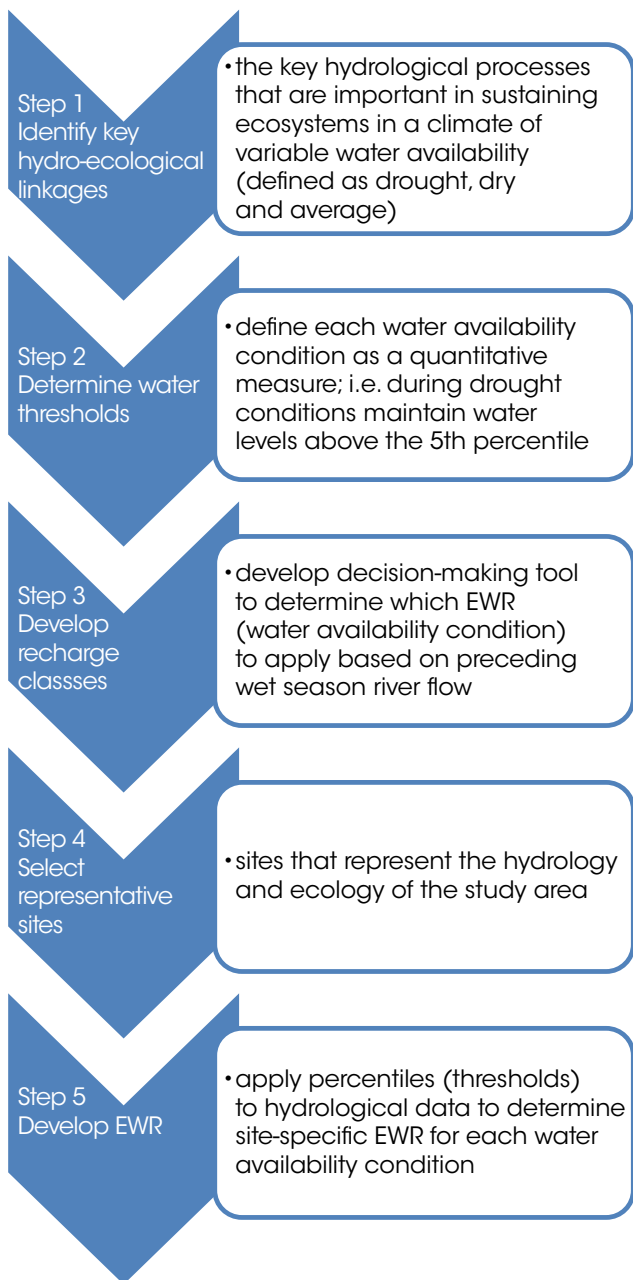 Step 1
Identify key
hydro-ecological
linkages
•the key hydrological processes
that are important in sustaining
ecosystems in a climate of
variable water availability
(defined as drought, dry
and average)
Step 2
Determine water
thresholds
•define each water availability
condition as a quantitative
measure; i.e. during drought
conditions maintain water
levels above the 5th percentile
Step 3
Develop
recharge
classses
•develop decision-making tool
to determine which EWR
(water availability condition)
to apply based on preceding
wet season river flow
Step 4
Select
representative
sites
•sites that represent the hydrology
and ecology of the study area
Step 5
Develop EWR
•apply percentiles (thresholds)
to hydrological data to determine
site-specific EWR for each water
availability condition